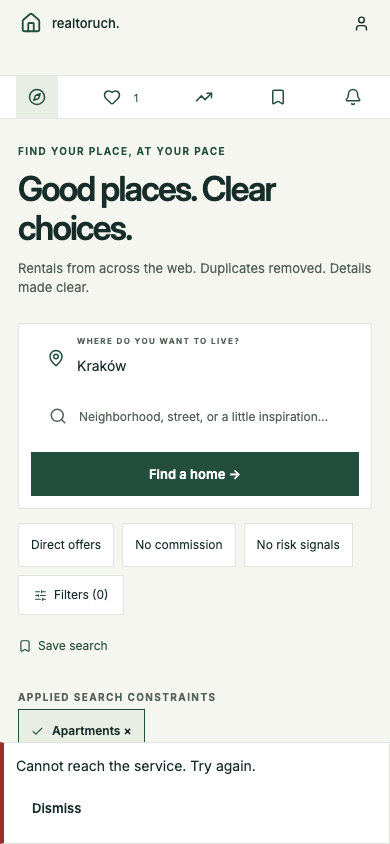 realtoruch.
1
FIND YOUR PLACE, AT YOUR PACE
Good places. Clear
choices.
Rentals from across the web. Duplicates removed. Details
made clear.
WHERE DO YOU WANT TO LIVE?
Kraków
Neighborhood, street, or a little inspiration...
Find a home →
Direct offers
No commission
No risk signals
Filters (0)
Save search
APPLIED SEARCH CONSTRAINTS
Apartments ×
Cannot reach the service. Try again.
Dismiss